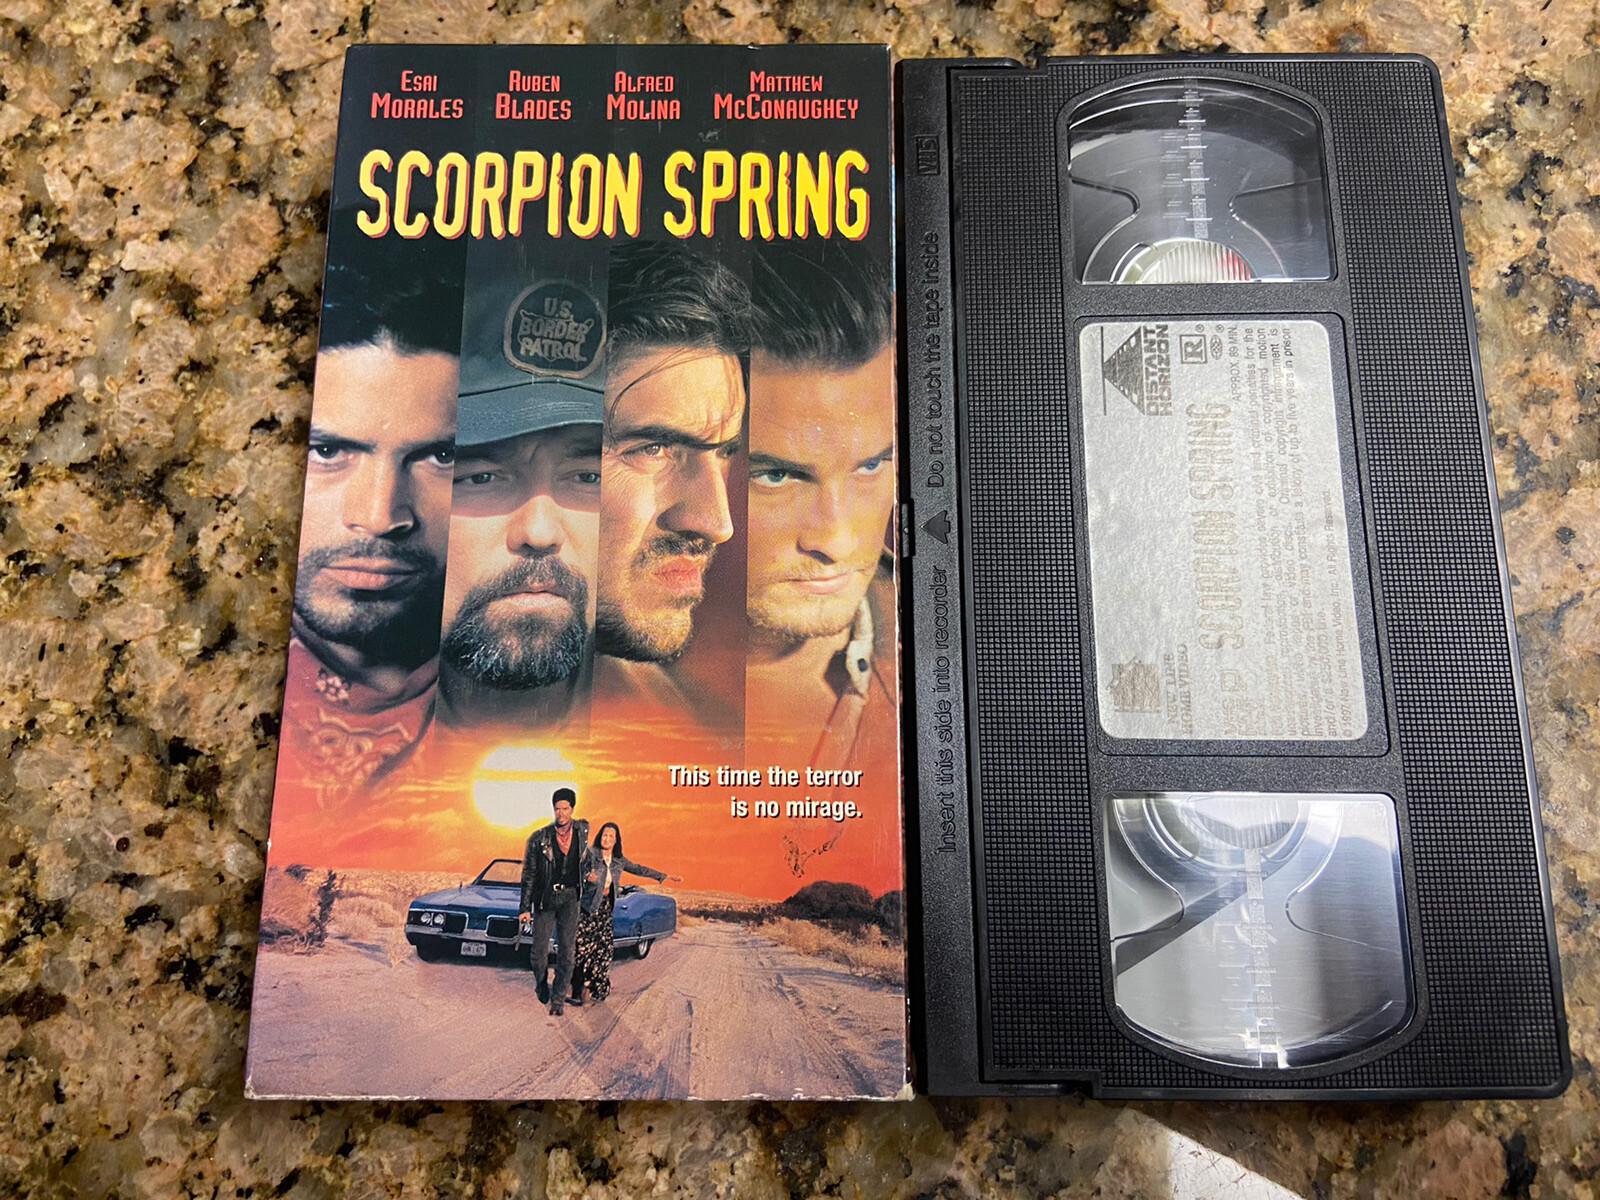 ESAI MORALES
RUBEN BLADES
ALFRED MOLINA
MATTHEW MCCONAUGHEY
SCORPION SPRING
U.S.
BORDER
PATROL
This time the terror
is no mirage.
VHS
Insert this side into recorder
Do not touch the tape inside
DISTANT
HORIZON
R
APPROX. 89 MIN.
SCORPION SPRING
NEW LINE
HOME VIDEO
VHS
©1997 New Line Home Video, Inc. All Rights Reserved.